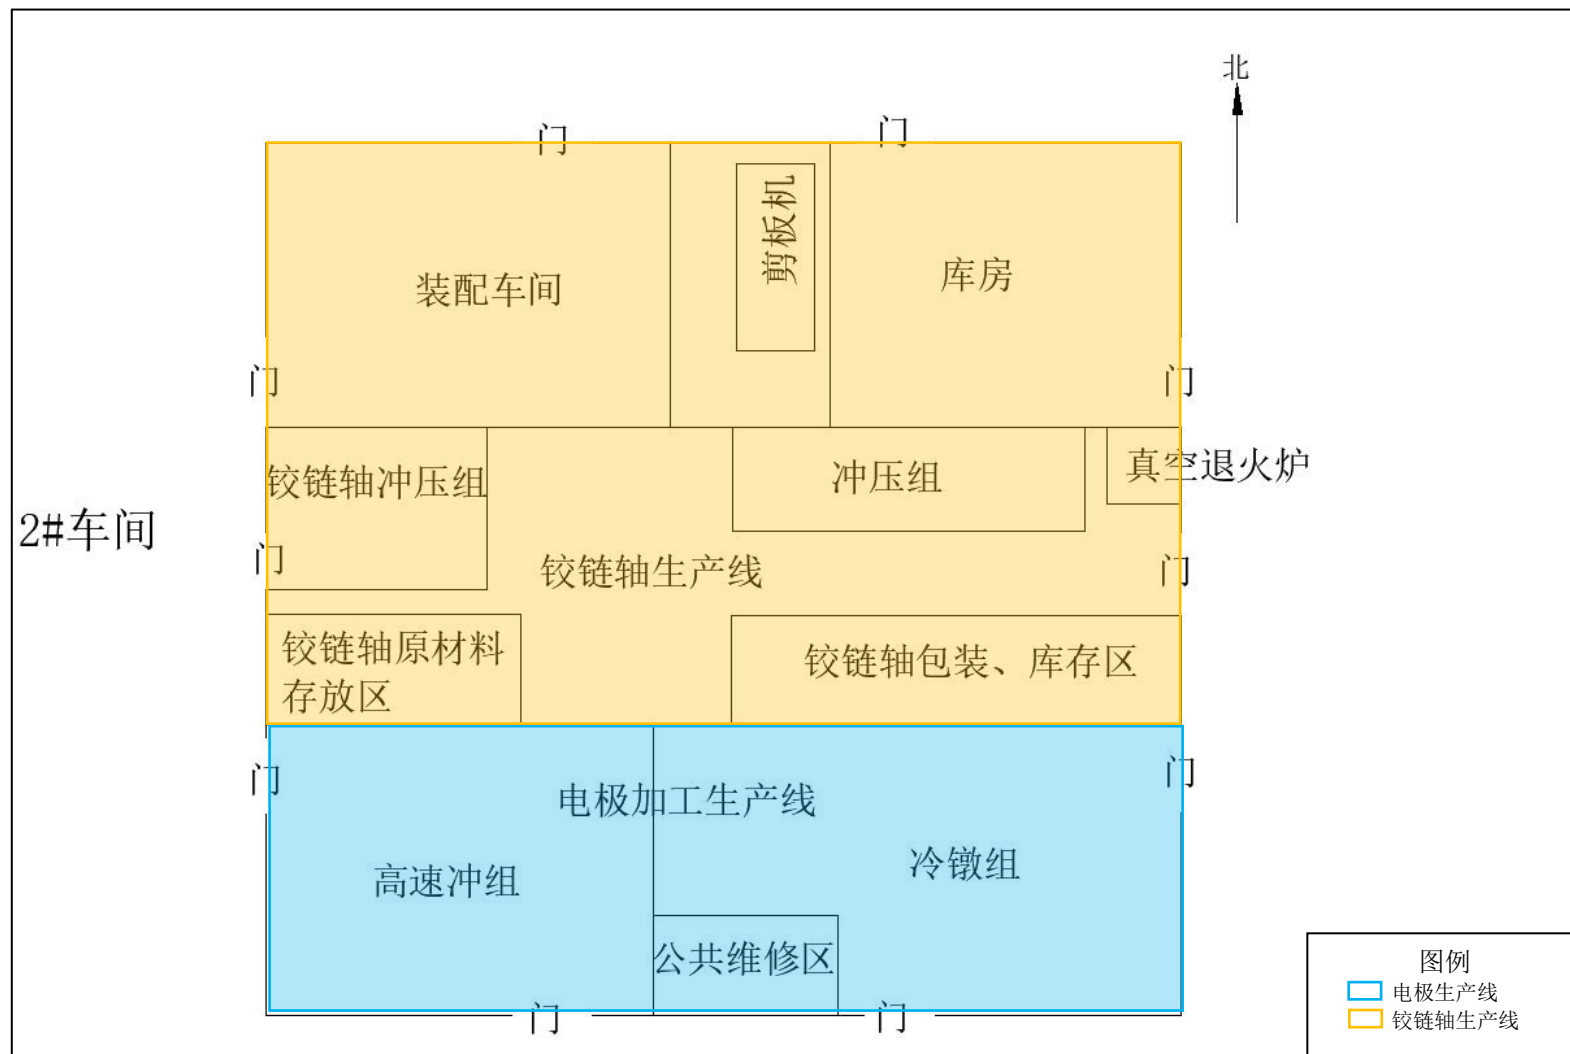 北
门
门
剪板机
装配车间
库房
门
门
铰链轴冲压组
冲压组
真空退火炉
2#车间
门
铰链轴生产线
门
铰链轴原材料
存放区
铰链轴包装、库存区
门
门
电极加工生产线
高速冲组
冷镦组
公共维修区
门
门
图例
电极生产线
铰链轴生产线